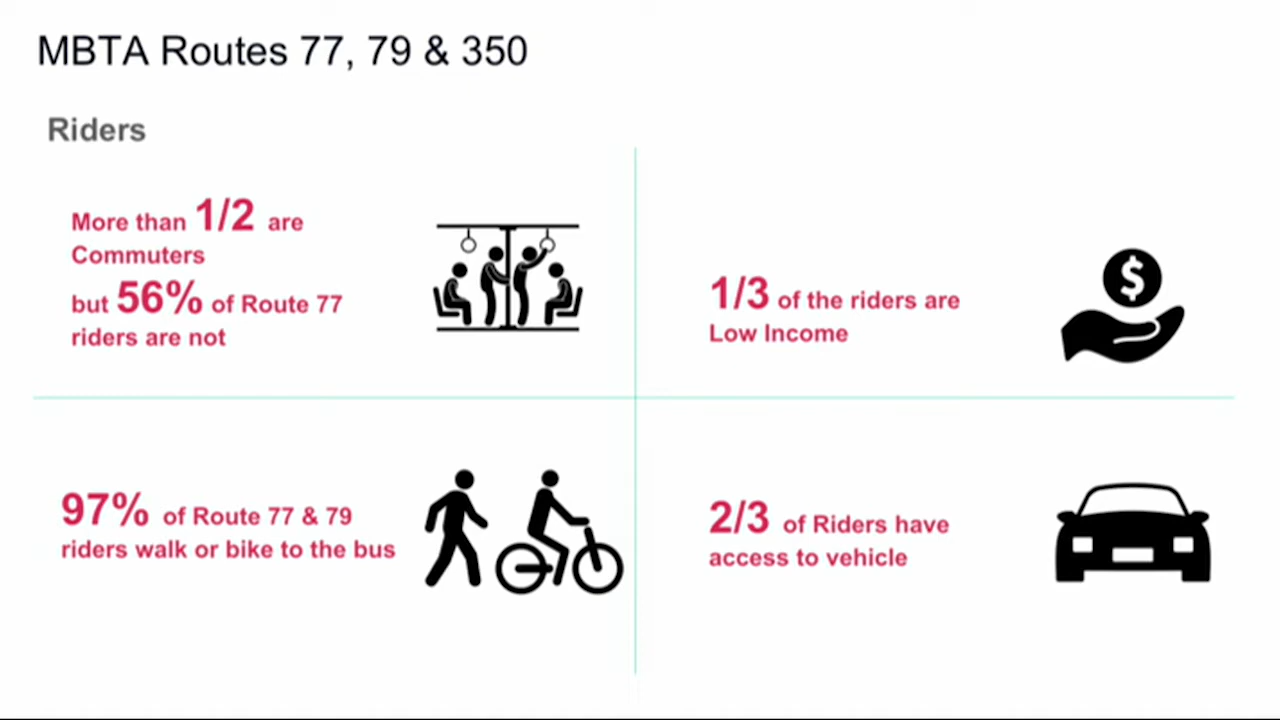 MBTA Routes 77, 79 & 350
Riders
More than 1/2 are
Commuters
but 56% of Route 77
riders are not
1/3 of the riders are
Low Income
$
97% of Route 77 & 79
riders walk or bike to the bus
2/3 of Riders have
access to vehicle